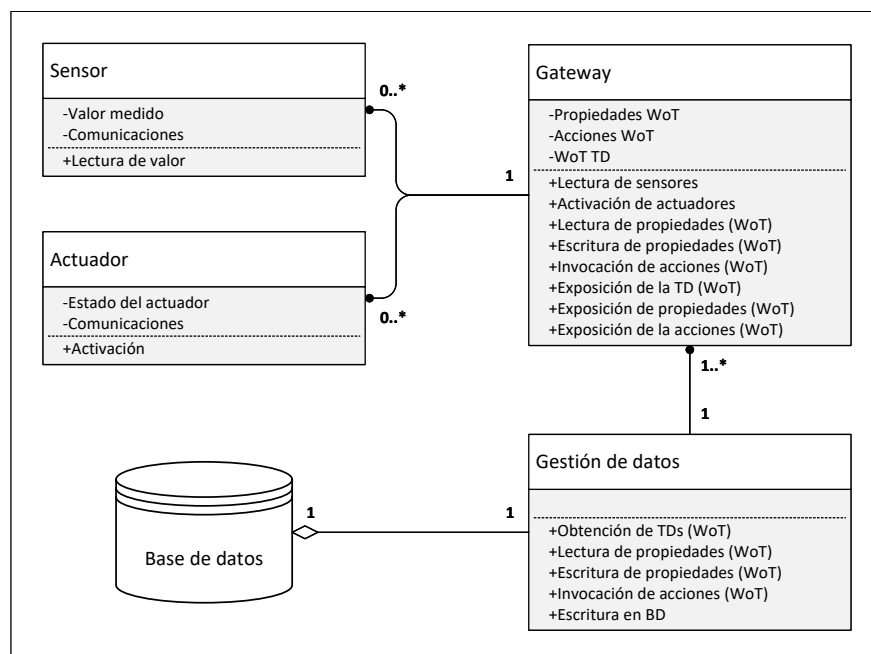 Sensor
-Valor medido
-Comunicaciones
+Lectura de valor
0..*
Gateway
-Propiedades WoT
-Acciones WoT
-WoT TD
+Lectura de sensores
+Activación de actuadores
+Lectura de propiedades (WoT)
+Escritura de propiedades (WoT)
+Invocación de acciones (WoT)
+Exposición de la TD (WoT)
+Exposición de propiedades (WoT)
+Exposición de la acciones (WoT)
1
Actuador
-Estado del actuador
-Comunicaciones
+Activación
0..*
1..*
1
Gestión de datos
+Obtención de TDs (WoT)
+Lectura de propiedades (WoT)
+Escritura de propiedades (WoT)
+Invocación de acciones (WoT)
+Escritura en BD
1
1
Base de datos